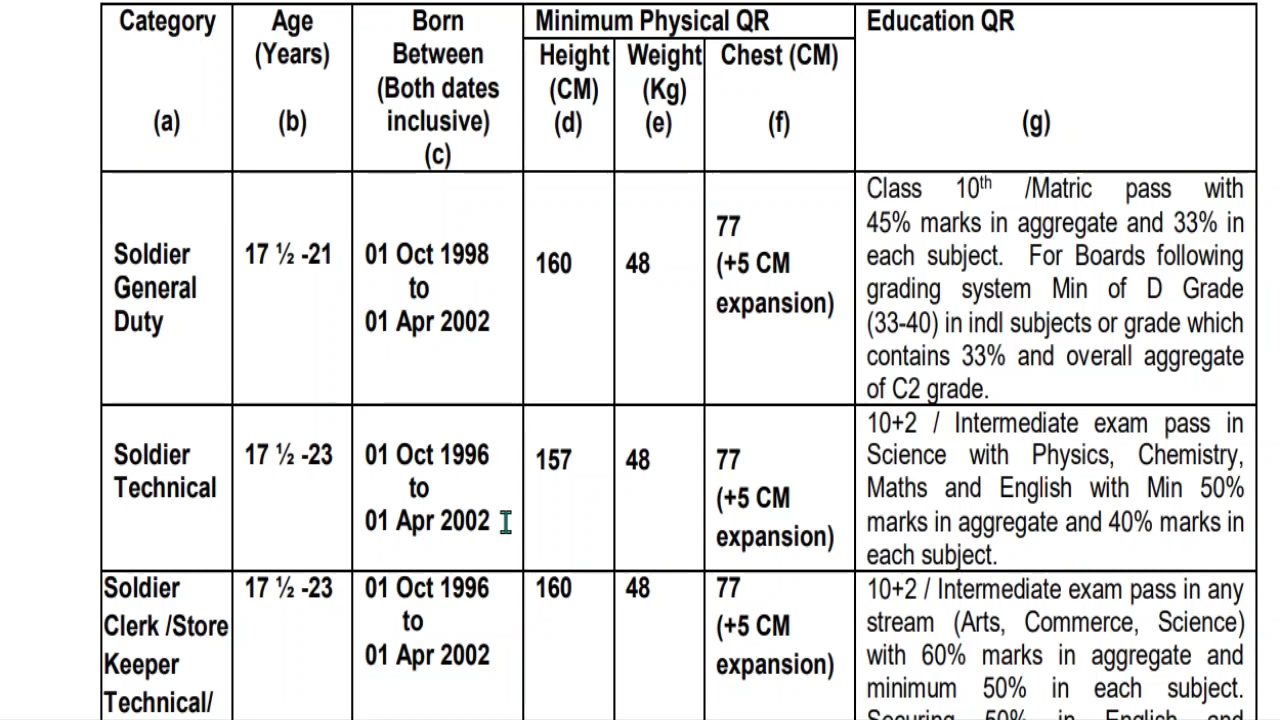 Category
(a)
Age
(Years)
(b)
Born
Between
(Both dates
inclusive)
(c)
Minimum Physical QR
Height
(CM)
(d)
Weight
(Kg)
(e)
Chest (CM)
(f)
Education QR
(g)
Soldier
General
Duty
17 ½ -21
01 Oct 1998
to
01 Apr 2002
160
48
77
(+5 CM
expansion)
Class 10th /Matric pass with
45% marks in aggregate and 33% in
each subject. For Boards following
grading system Min of D Grade
(33-40) in indl subjects or grade which
contains 33% and overall aggregate
of C2 grade.
Soldier
Technical
17 ½ -23
01 Oct 1996
to
01 Apr 2002
157
48
77
(+5 CM
expansion)
10+2 / Intermediate exam pass in
Science with Physics, Chemistry,
Maths and English with Min 50%
marks in aggregate and 40% marks in
each subject.
Soldier
Clerk /Store
Keeper
Technical/
17 ½ -23
01 Oct 1996
to
01 Apr 2002
160
48
77
(+5 CM
expansion)
10+2 / Intermediate exam pass in any
stream (Arts, Commerce, Science)
with 60% marks in aggregate and
minimum 50% in each subject.
Securing 50% in English and